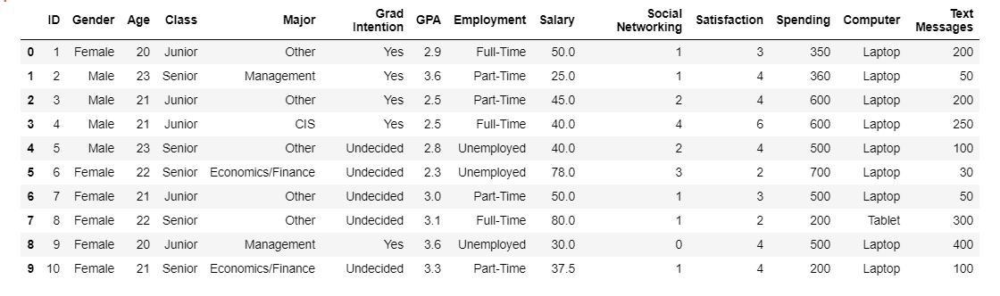 ID Gender Age Class Major Grad Intention GPA Employment Salary Social Networking Satisfaction Spending Computer Text Messages
0 1 Female 20 Junior Other Yes 2.9 Full-Time 50.0 1 3 350 Laptop 200
1 2 Male 23 Senior Management Yes 3.6 Part-Time 25.0 1 4 360 Laptop 50
2 3 Male 21 Junior Other Yes 2.5 Part-Time 45.0 2 4 600 Laptop 200
3 4 Male 21 Junior CIS Yes 2.5 Full-Time 40.0 4 6 600 Laptop 250
4 5 Male 23 Senior Other Undecided 2.8 Unemployed 40.0 2 4 500 Laptop 100
5 6 Female 22 Senior Economics/Finance Undecided 2.3 Unemployed 78.0 3 2 700 Laptop 30
6 7 Female 21 Junior Other Undecided 3.0 Part-Time 50.0 1 3 500 Laptop 50
7 8 Female 22 Senior Other Undecided 3.1 Full-Time 80.0 1 2 200 Tablet 300
8 9 Female 20 Junior Management Yes 3.6 Unemployed 30.0 0 4 500 Laptop 400
9 10 Female 21 Senior Economics/Finance Undecided 3.3 Part-Time 37.5 1 4 200 Laptop 100